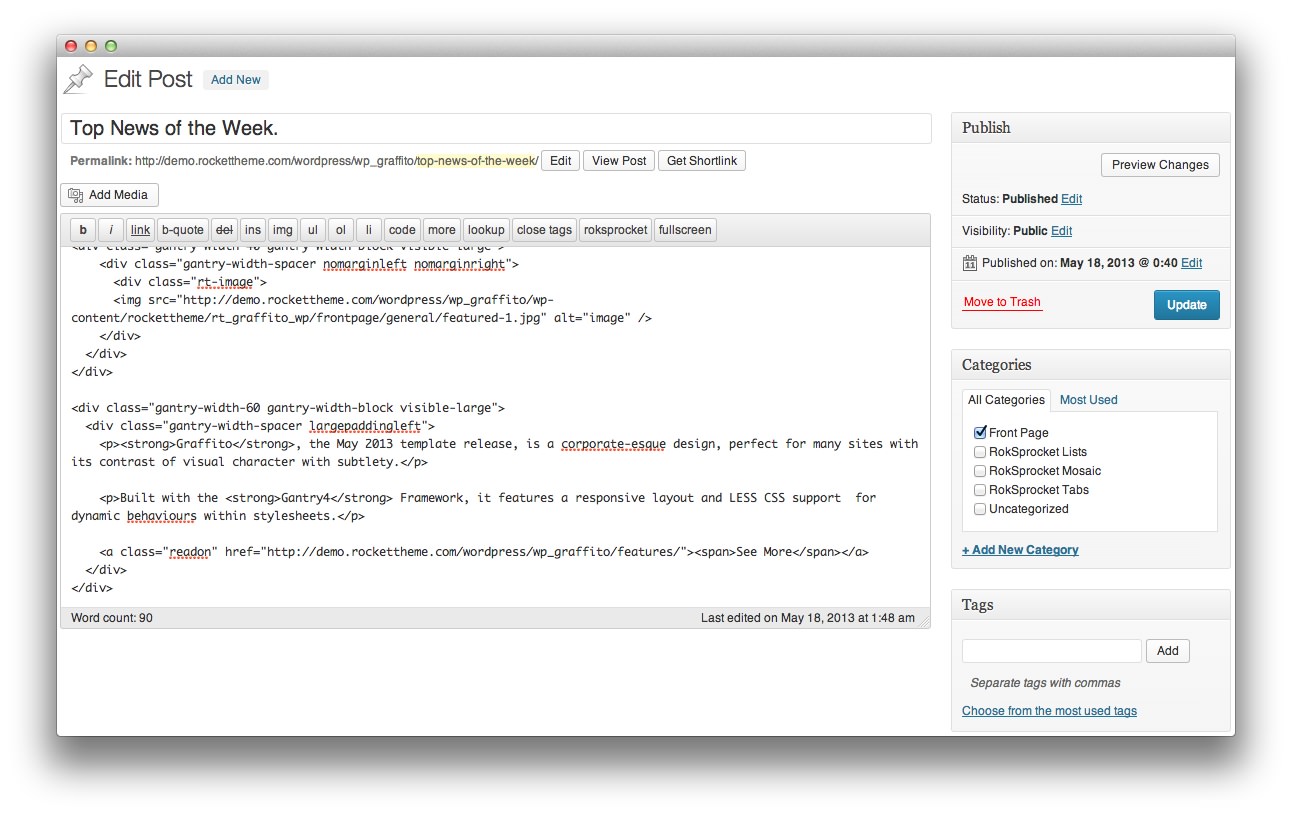 Edit Post Add New
Top News of the Week.
Permalink: http://demo.rockettheme.com/wordpress/wp_graffito/top-news-of-the-week/ Edit View Post Get Shortlink
Add Media
b i link b-quote del ins img ul ol li code more lookup close tags roksprocket fullscreen
<div class="gantry-width-40 gantry-width-block visible-large">
<div class="gantry-width-spacer nomarginleft nomarginright">
<div class="rt-image">
<img src="http://demo.rockettheme.com/wordpress/wp_graffito/wp-
content/rockettheme/rt_graffito_wp/frontpage/general/featured-1.jpg" alt="image" />
</div>
</div>
</div>
<div class="gantry-width-60 gantry-width-block visible-large">
<div class="gantry-width-spacer largepaddingleft">
<p><strong>Graffito</strong>, the May 2013 template release, is a corporate-esque design, perfect for many sites with
its contrast of visual character with subtlety.</p>
<p>Built with the <strong>Gantry4</strong> Framework, it features a responsive layout and LESS CSS support  for
dynamic behaviours within stylesheets.</p>
<a class="readon" href="http://demo.rockettheme.com/wordpress/wp_graffito/features/"><span>See More</span></a>
</div>
</div>
Word count: 90
Last edited on May 18, 2013 at 1:48 am
Publish
Preview Changes
Status: Published Edit
Visibility: Public Edit
11 Published on: May 18, 2013 @ 0:40 Edit
Move to Trash
Update
Categories
All Categories Most Used
Front Page
RokSprocket Lists
RokSprocket Mosaic
RokSprocket Tabs
Uncategorized
+ Add New Category
Tags
Add
Separate tags with commas
Choose from the most used tags